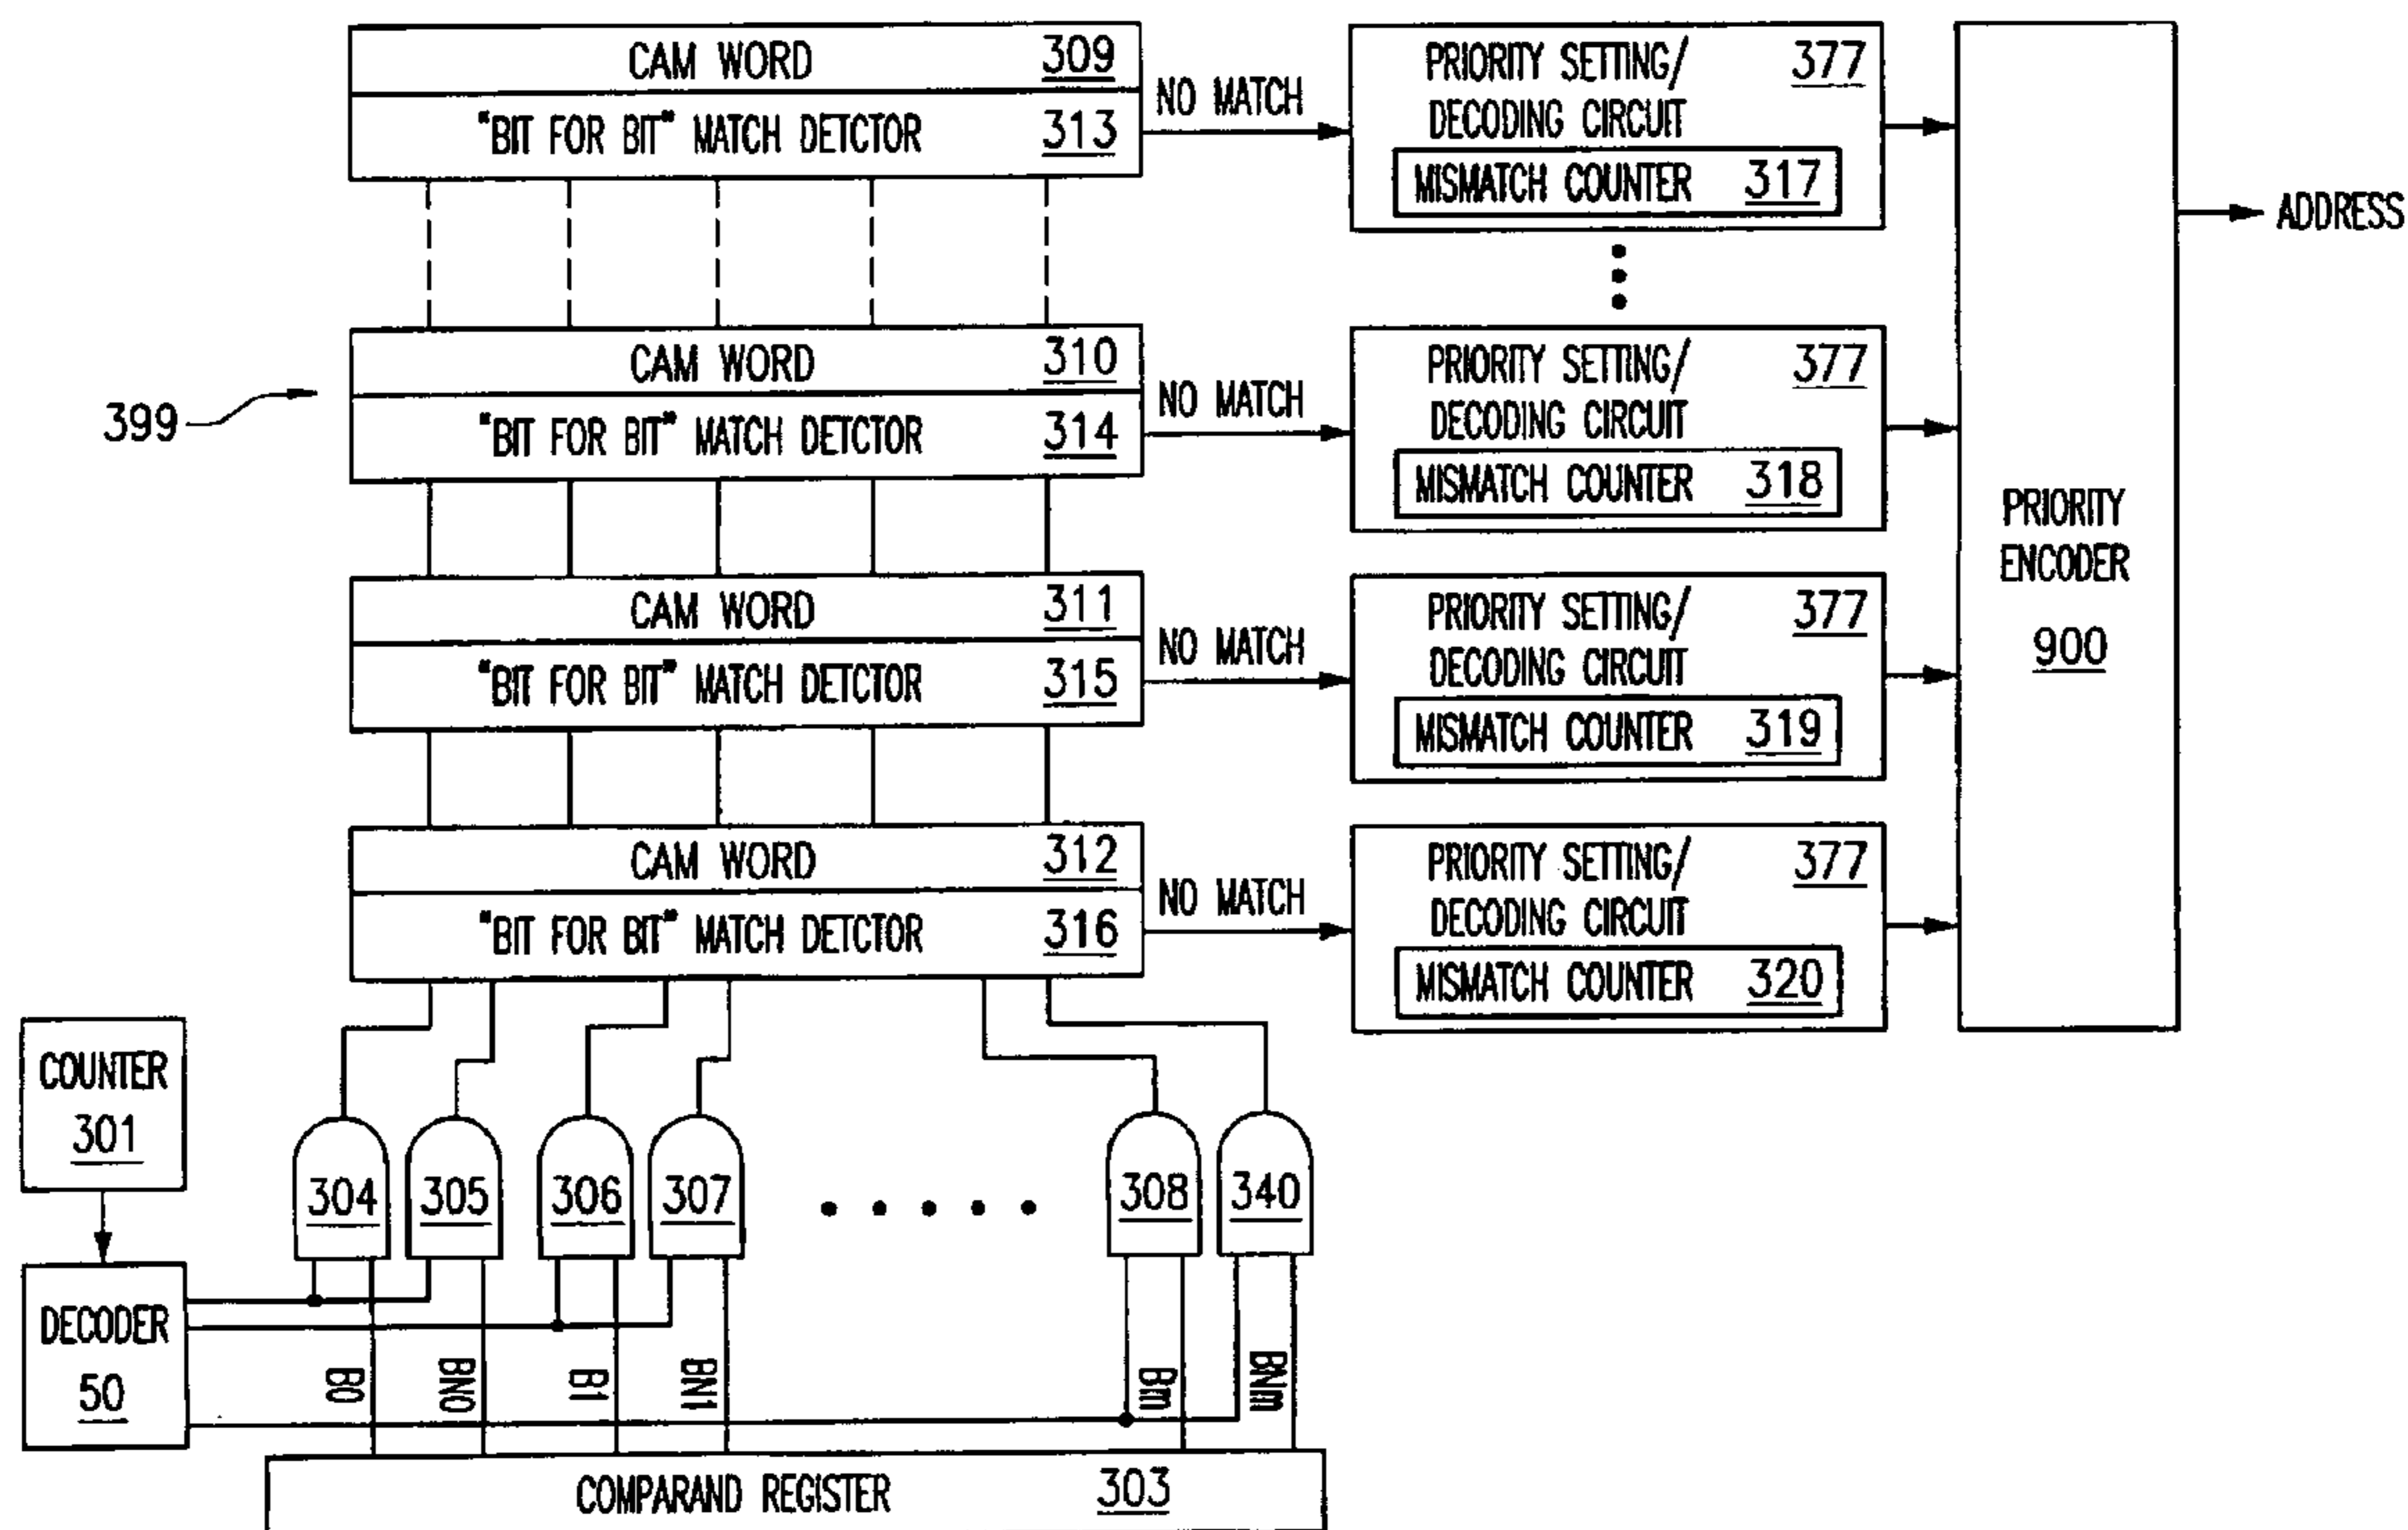 CAM WORD 309
"BIT FOR BIT" MATCH DETCTOR 313
NO MATCH
PRIORITY SETTING/ 377
DECODING CIRCUIT
MISMATCH COUNTER 317
ADDRESS
CAM WORD 310
"BIT FOR BIT" MATCH DETCTOR 314
NO MATCH
PRIORITY SETTING/ 377
DECODING CIRCUIT
MISMATCH COUNTER 318
399
PRIORITY
ENCODER
900
CAM WORD 311
"BIT FOR BIT" MATCH DETCTOR 315
NO MATCH
PRIORITY SETTING/ 377
DECODING CIRCUIT
MISMATCH COUNTER 319
CAM WORD 312
"BIT FOR BIT" MATCH DETCTOR 316
NO MATCH
PRIORITY SETTING/ 377
DECODING CIRCUIT
MISMATCH COUNTER 320
COUNTER
301
304
305
306
307
308
340
DECODER
50
B0
BN0
B1
BN1
Bm
BNm
COMPARAND REGISTER 303